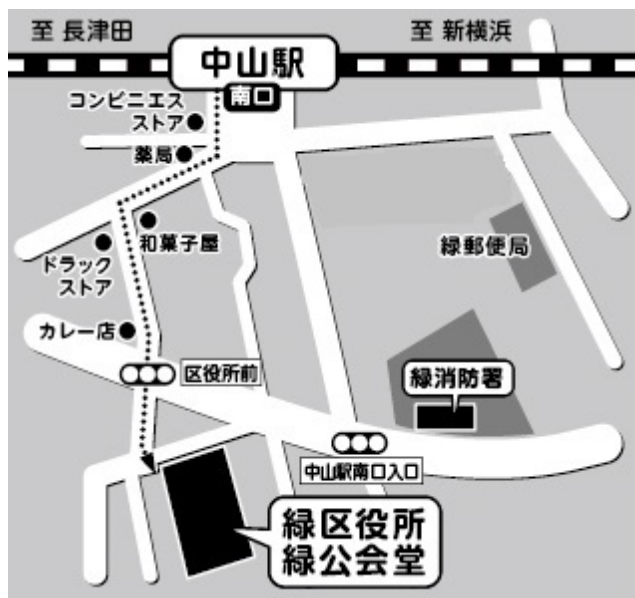 至 長津田
至 新横浜
中山駅
南口
コンビニエス
ストア
薬局
和菓子屋
ドラック
ストア
緑郵便局
カレー店
区役所前
緑消防署
中山駅南口入口
緑区役所
緑公会堂